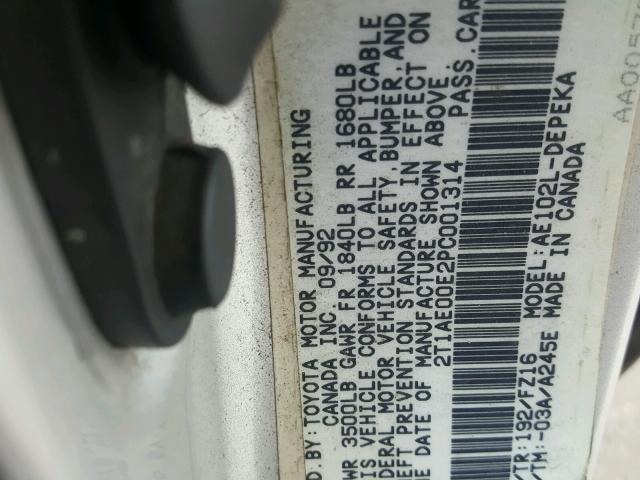 D.BY: TOYOTA MOTOR MANUFACTURING
CANADA INC. 09/92
WR 3500LB GAWR FR 1840LB RR 1680LB
IS VEHICLE CONFORMS TO ALL APPLICABLE
DERAL MOTOR VEHICLE SAFETY, BUMPER, AND
EFT PREVENTION STANDARDS IN EFFECT ON
E DATE OF MANUFACTURE SHOWN ABOVE.
2T1AE00E2PC001314 PASS.CAR
/TR:192/FZ16 MODEL:AE102L-DEPEKA
/TM:-03A/A245E MADE IN CANADA
AA005